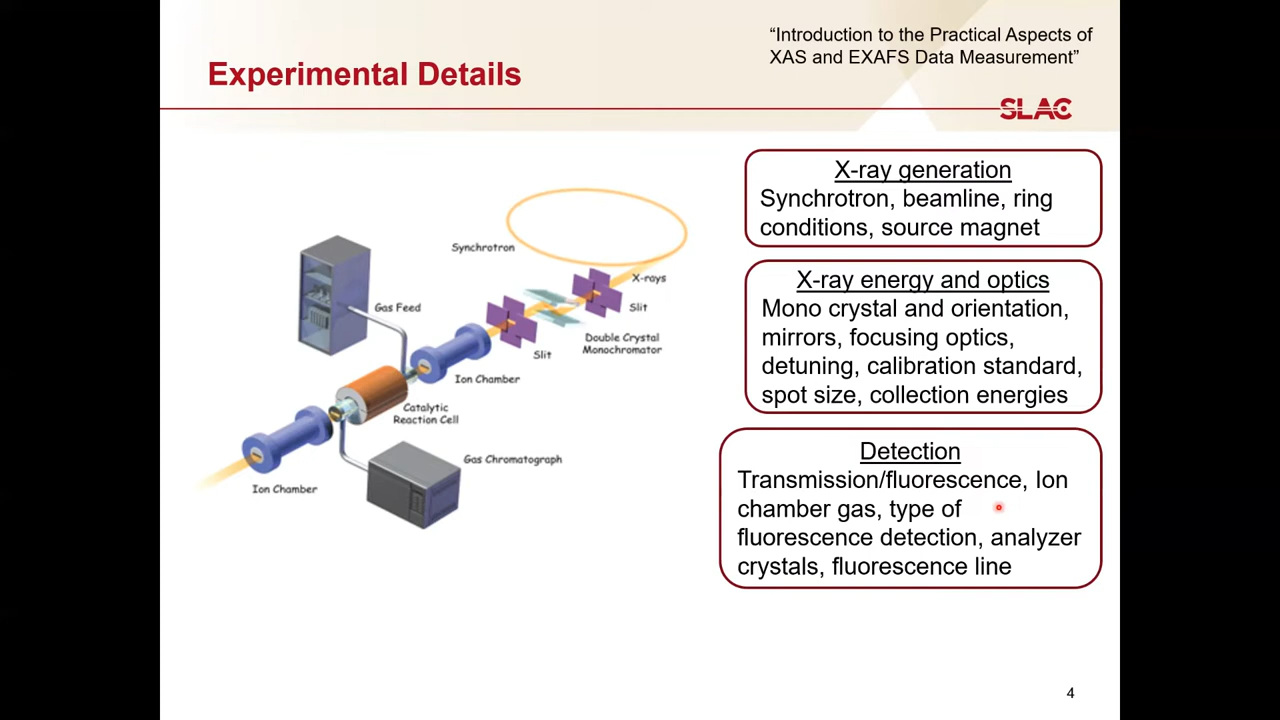 “Introduction to the Practical Aspects of
XAS and EXAFS Data Measurement”
Experimental Details
SLAC
X-ray generation
Synchrotron, beamline, ring
conditions, source magnet
X-ray energy and optics
Mono crystal and orientation,
mirrors, focusing optics,
detuning, calibration standard,
spot size, collection energies
Detection
Transmission/fluorescence, Ion
chamber gas, type of
fluorescence detection, analyzer
crystals, fluorescence line
Synchrotron
X-rays
Slit
Double Crystal
Monochromator
Slit
Gas Feed
Ion Chamber
Catalytic
Reaction Cell
Gas Chromatograph
Ion Chamber
4